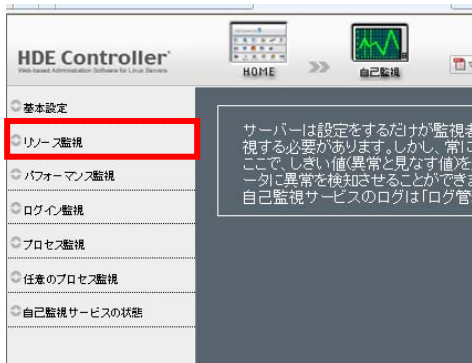 HDE Controller
Web-based Administration Software for Linux Servers
HOME
自己監視
基本設定
リソース監視
パフォーマンス監視
ログイン監視
プロセス監視
任意のプロセス監視
自己監視サービスの状態
サーバーは設定をするだけが監視者
視する必要があります。しかし、常に
ここで、しきい値(異常と見なす値)を
ータに異常を検知させることができま
自己監視サービスのログは「ログ管